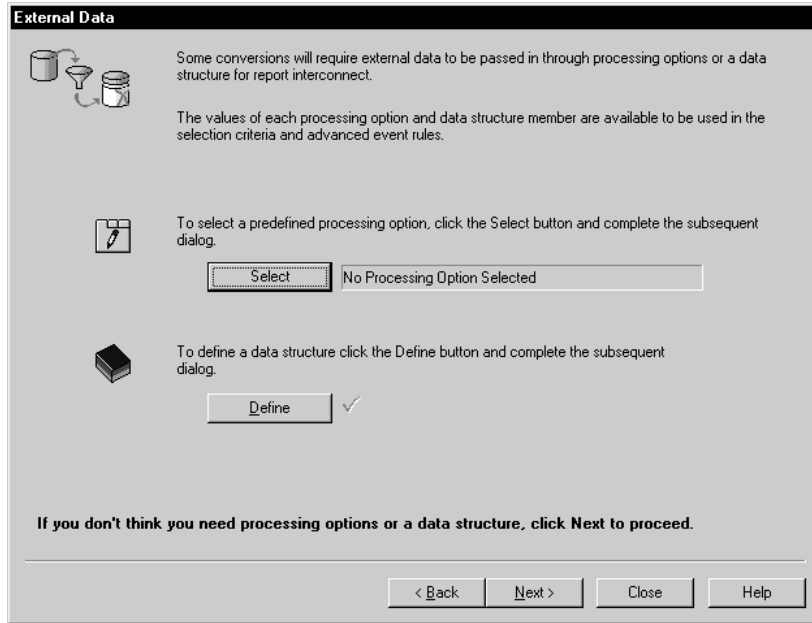 External Data
Some conversions will require external data to be passed in through processing options or a data
structure for report interconnect.
The values of each processing option and data structure member are available to be used in the
selection criteria and advanced event rules.
To select a predefined processing option, click the Select button and complete the subsequent
dialog.
Select
No Processing Option Selected
To define a data structure click the Define button and complete the subsequent
dialog.
Define
If you don't think you need processing options or a data structure, click Next to proceed.
< Back Next > Close Help